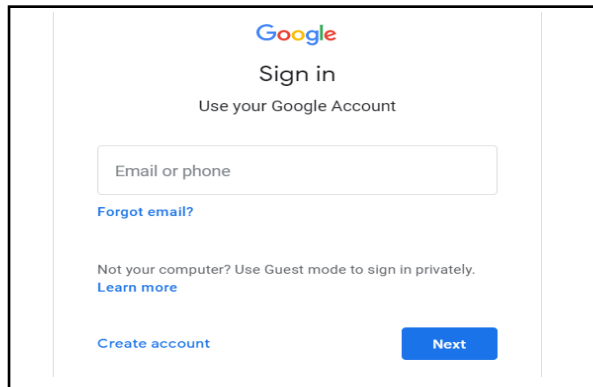 Google
Sign in
Use your Google Account
Email or phone
Forgot email?
Not your computer? Use Guest mode to sign in privately.
Learn more
Create account
Next